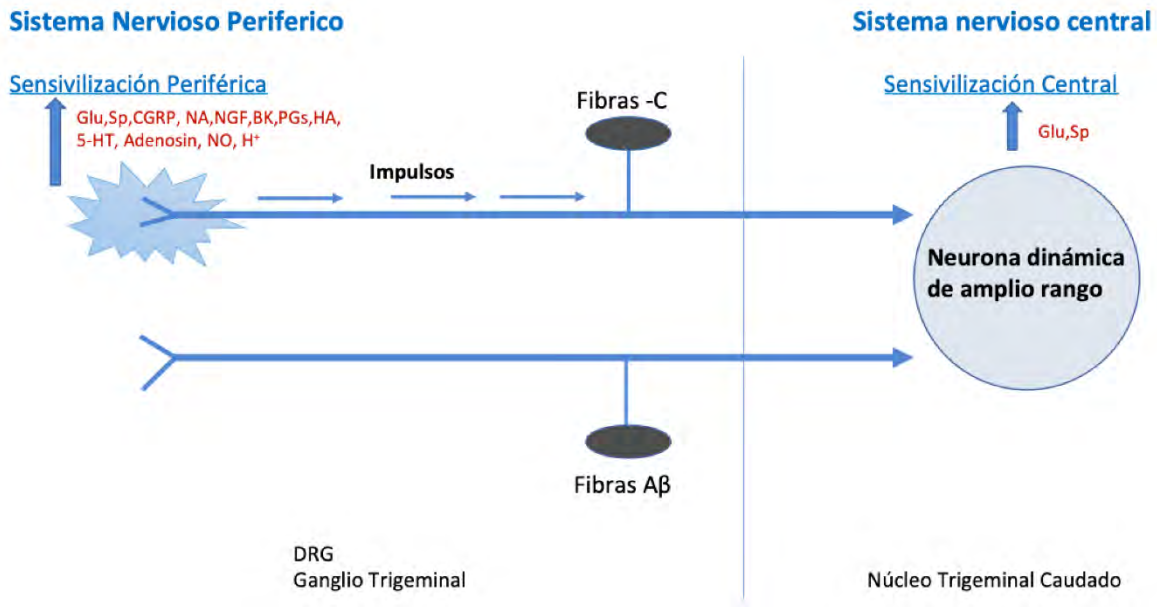 Sistema Nervioso Periferico
Sistema nervioso central
Sensivilización Periférica
Glu,Sp,CGRP, NA,NGF,BK,PGs,HA,
5-HT, Adenosin, NO, H⁺
Sensivilización Central
Glu,Sp
Fibras -C
Impulsos
Neurona dinámica
de amplio rango
Fibras Aβ
DRG
Ganglio Trigeminal
Núcleo Trigeminal Caudado